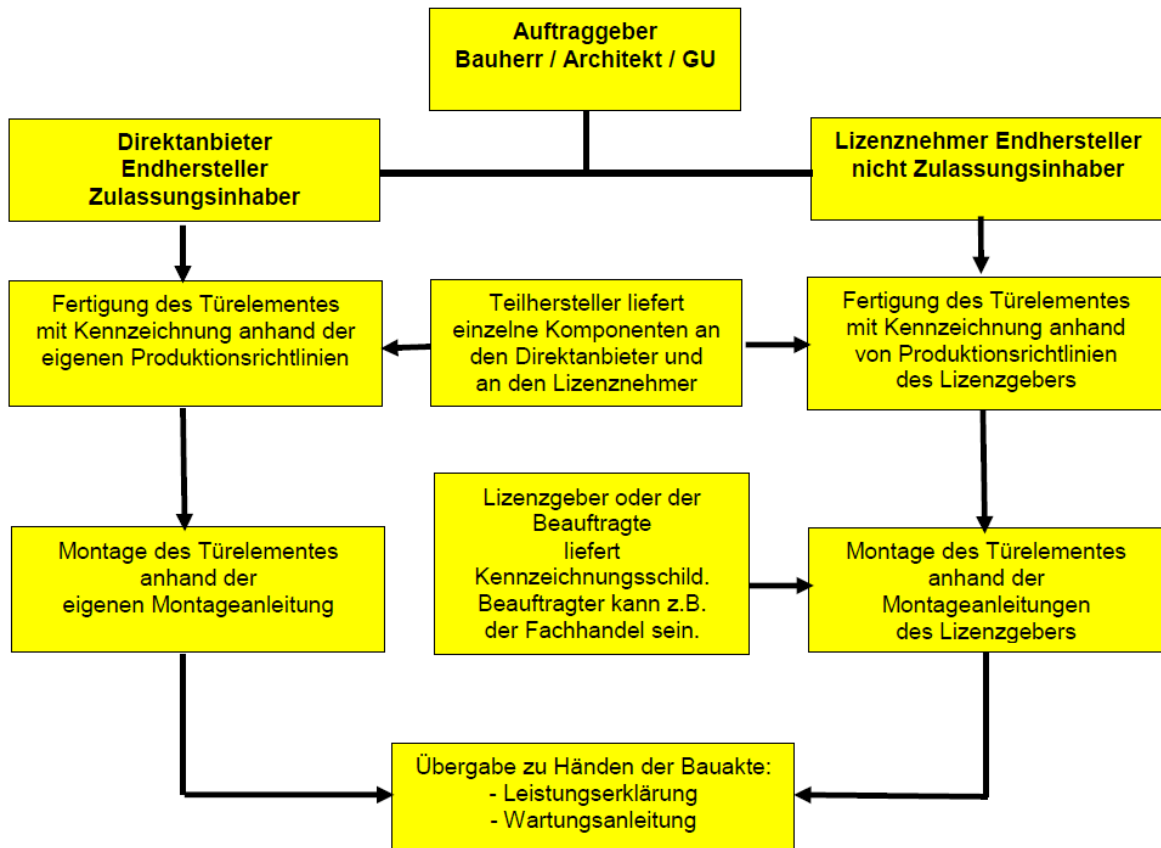 Auftraggeber
Bauherr / Architekt / GU
Direktanbieter
Endhersteller
Zulassungsinhaber
Lizenznehmer Endhersteller
nicht Zulassungsinhaber
Fertigung des Türelementes
mit Kennzeichnung anhand der
eigenen Produktionsrichtlinien
Teilhersteller liefert
einzelne Komponenten an
den Direktanbieter und
an den Lizenznehmer
Fertigung des Türelementes
mit Kennzeichnung anhand
von Produktionsrichtlinien
des Lizenzgebers
Montage des Türelementes
anhand der
eigenen Montageanleitung
Lizenzgeber oder der
Beauftragte
liefert
Kennzeichnungsschild.
Beauftragter kann z.B.
der Fachhandel sein.
Montage des Türelementes
anhand der
Montageanleitungen
des Lizenzgebers
Übergabe zu Händen der Bauakte:
- Leistungserklärung
- Wartungsanleitung